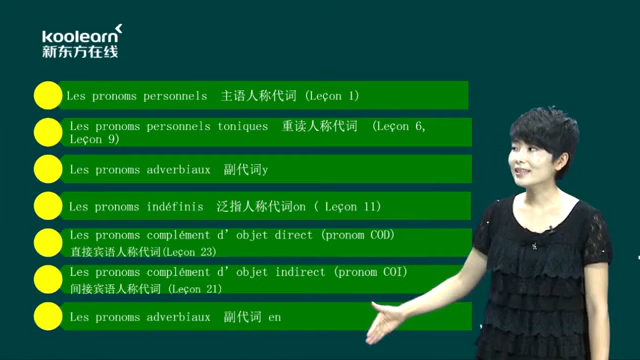 koolearn
新东方在线
Les pronoms personnels 主语人称代词 (Leçon 1)
Les pronoms personnels toniques 重读人称代词 (Leçon 6,
Leçon 9)
Les pronoms adverbiaux 副代词y
Les pronoms indéfinis 泛指人称代词on ( Leçon 11)
Les pronoms complément d’objet direct (pronom COD)
直接宾语人称代词(Leçon 23)
Les pronoms complément d’objet indirect (pronom COI)
间接宾语人称代词 (Leçon 21)
Les pronoms adverbiaux 副代词 en